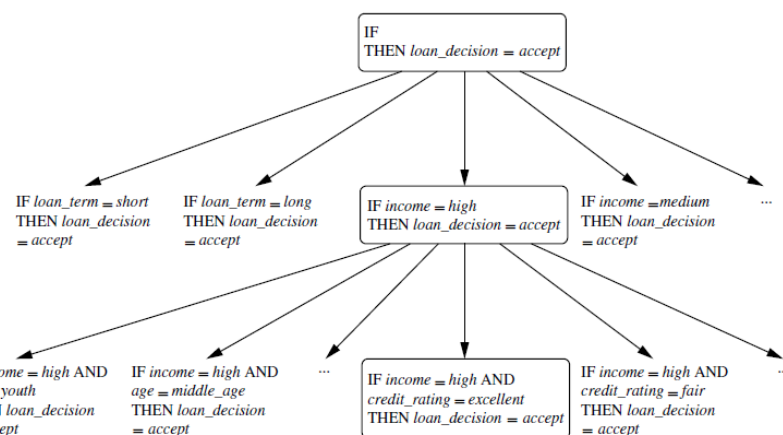 IF
THEN loan_decision = accept
IF loan_term = short
THEN loan_decision
= accept
IF loan_term = long
THEN loan_decision
= accept
IF income = high
THEN loan_decision = accept
IF income = medium
THEN loan_decision
= accept
...
= high AND
youth
loan_decision
IF income = high AND
age = middle_age
THEN loan_decision
= accept
...
IF income = high AND
credit_rating = excellent
THEN loan_decision = accept
IF income = high AND
credit_rating = fair
THEN loan_decision
= accept